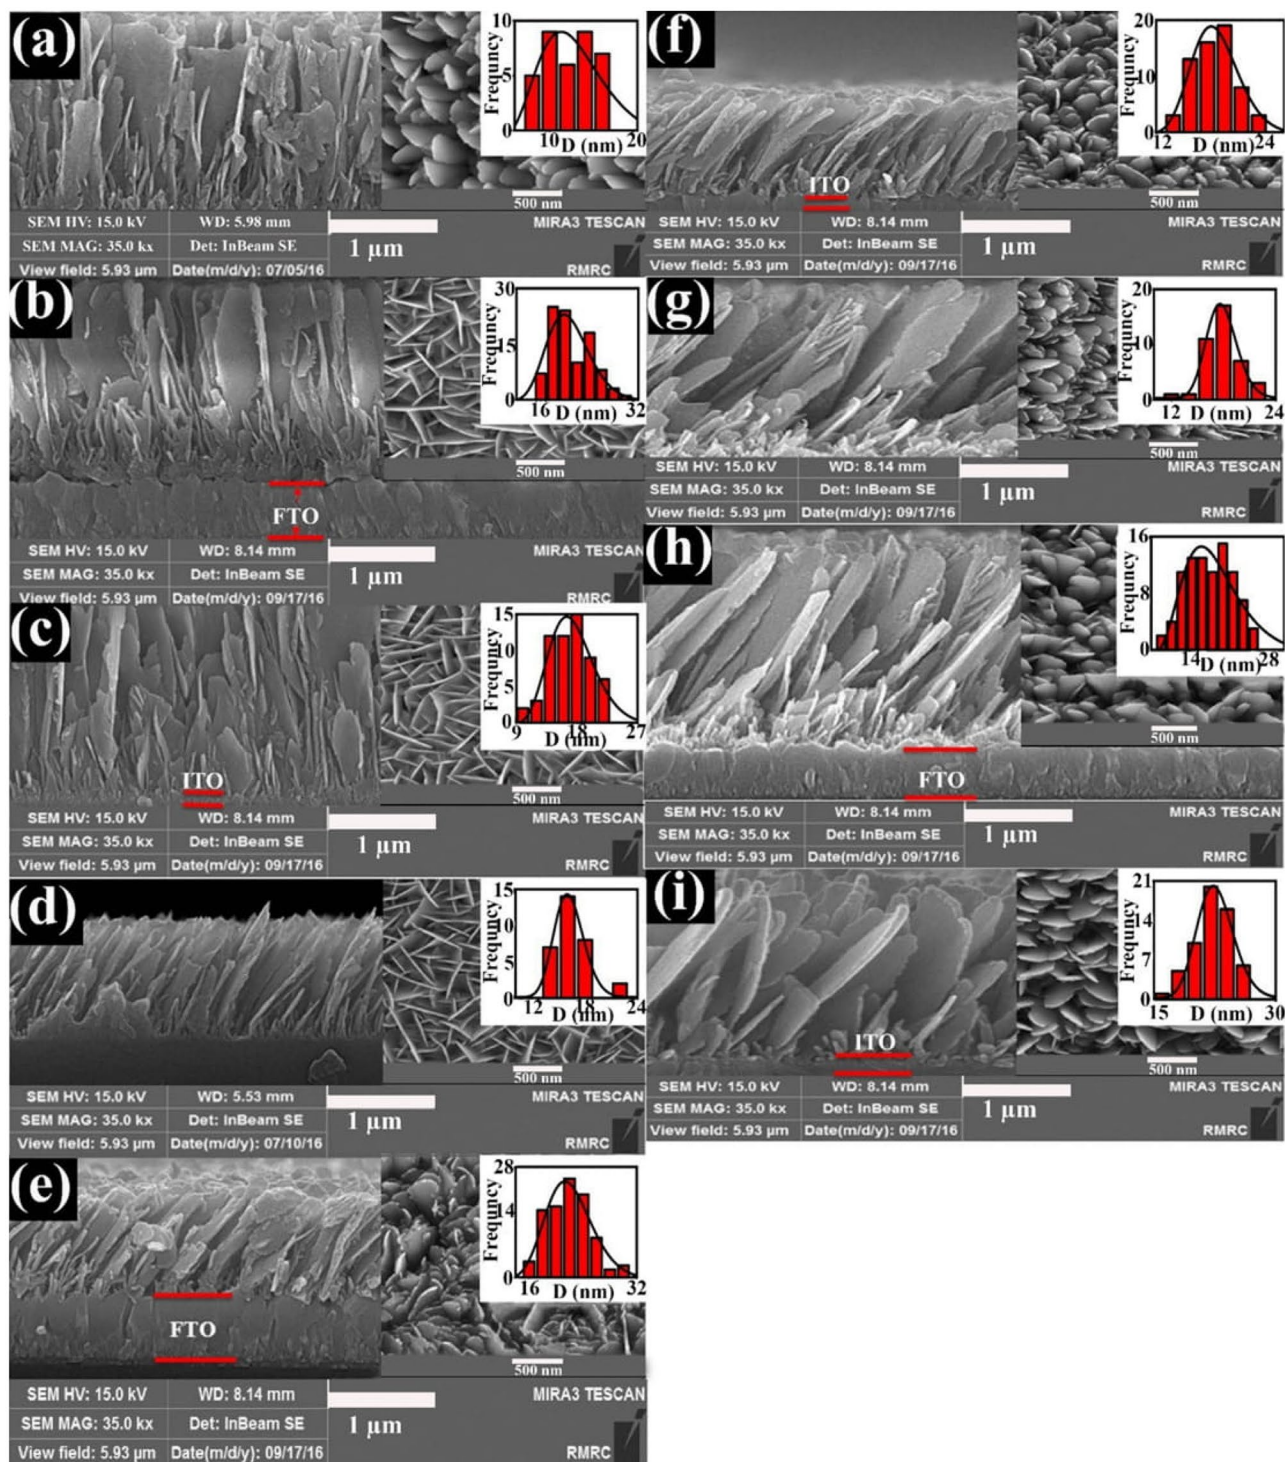 (a)
Frequncy
10
5
0
10 D (nm) 20
500 nm
SEM HV: 15.0 kV WD: 5.98 mm MIRA3 TESCAN
SEM MAG: 35.0 kx Det: InBeam SE 1 µm
View field: 5.93 µm Date(m/d/y): 07/05/16 RMRC
(b)
Frequncy
30
15
0
16 D (nm) 32
500 nm
FTO
SEM HV: 15.0 kV WD: 8.14 mm MIRA3 TESCAN
SEM MAG: 35.0 kx Det: InBeam SE 1 µm
View field: 5.93 µm Date(m/d/y): 09/17/16 RMRC
(c)
Frequncy
15
10
5
0
9 18 27
D (nm)
ITO
500 nm
SEM HV: 15.0 kV WD: 8.14 mm MIRA3 TESCAN
SEM MAG: 35.0 kx Det: InBeam SE 1 µm
View field: 5.93 µm Date(m/d/y): 09/17/16 RMRC
(d)
Frequncy
15
10
5
0
12 18 24
D (nm)
500 nm
SEM HV: 15.0 kV WD: 5.53 mm MIRA3 TESCAN
SEM MAG: 35.0 kx Det: InBeam SE 1 µm
View field: 5.93 µm Date(m/d/y): 07/10/16 RMRC
(e)
Frequncy
28
14
0
16 D (nm) 32
FTO
500 nm
SEM HV: 15.0 kV WD: 8.14 mm MIRA3 TESCAN
SEM MAG: 35.0 kx Det: InBeam SE 1 µm
View field: 5.93 µm Date(m/d/y): 09/17/16 RMRC
(f)
Frequncy
20
10
0
12 D (nm) 24
ITO
500 nm
SEM HV: 15.0 kV WD: 8.14 mm MIRA3 TESCAN
SEM MAG: 35.0 kx Det: InBeam SE 1 µm
View field: 5.93 µm Date(m/d/y): 09/17/16 RMRC
(g)
Frequncy
20
10
0
12 D (nm) 24
500 nm
SEM HV: 15.0 kV WD: 8.14 mm MIRA3 TESCAN
SEM MAG: 35.0 kx Det: InBeam SE 1 µm
View field: 5.93 µm Date(m/d/y): 09/17/16 RMRC
(h)
Frequncy
16
8
0
14 D (nm) 28
500 nm
FTO
SEM HV: 15.0 kV WD: 8.14 mm MIRA3 TESCAN
SEM MAG: 35.0 kx Det: InBeam SE 1 µm
View field: 5.93 µm Date(m/d/y): 09/17/16 RMRC
(i)
Frequncy
21
14
7
0
15 D (nm) 30
ITO
500 nm
SEM HV: 15.0 kV WD: 8.14 mm MIRA3 TESCAN
SEM MAG: 35.0 kx Det: InBeam SE 1 µm
View field: 5.93 µm Date(m/d/y): 09/17/16 RMRC